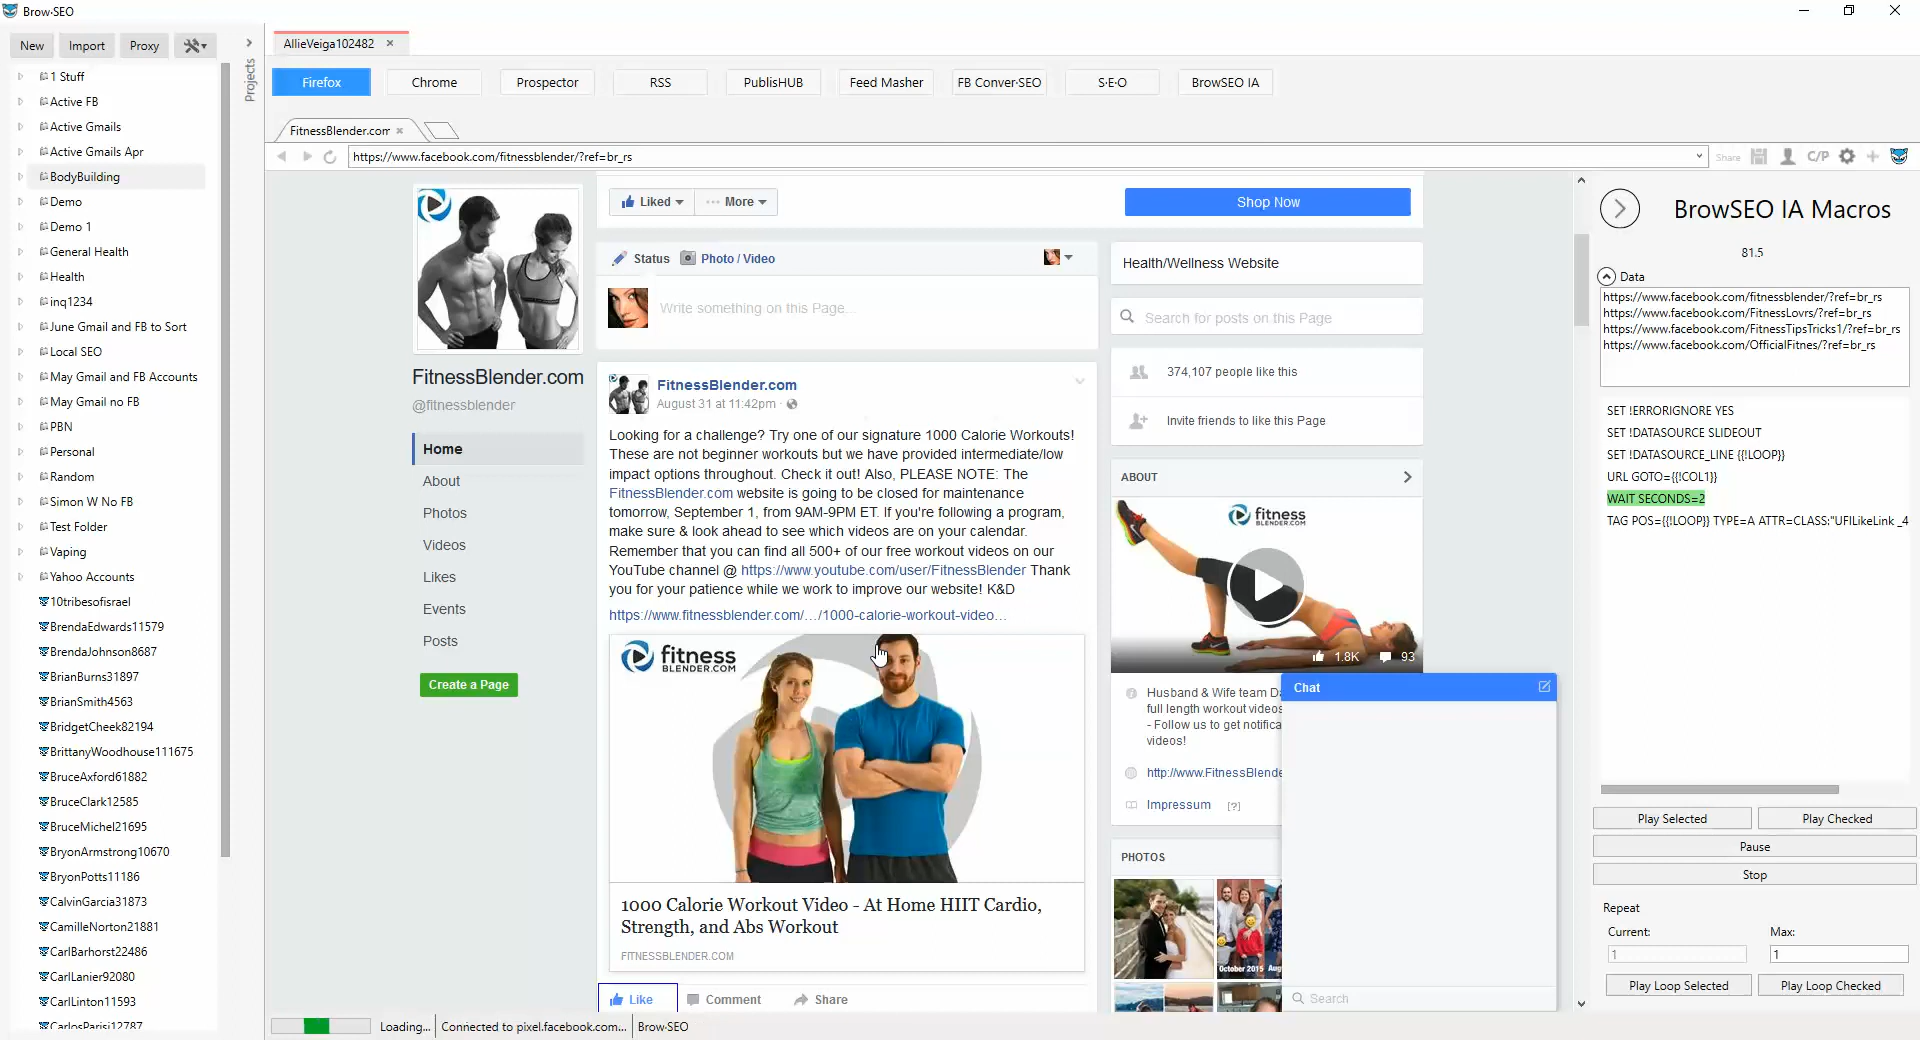 Brow·SEO
New
Import
Proxy
1 Stuff
Active FB
Active Gmails
Active Gmails Apr
BodyBuilding
Demo
Demo 1
General Health
Health
inq1234
June Gmail and FB to Sort
Local SEO
May Gmail and FB Accounts
May Gmail no FB
PBN
Personal
Random
Simon W No FB
Test Folder
Vaping
Yahoo Accounts
10tribesofisrael
BrendaEdwards11579
BrendaJohnson8687
BrianBurns31897
BrianSmith4563
BridgetCheek82194
BrittanyWoodhouse111675
BruceAxford61882
BruceClark12585
BruceMichel21695
BryonArmstrong10670
BryonPotts11186
CalvinGarcia31873
CamilleNorton21881
CarlBarhorst22486
CarlLanier92080
CarlLinton11593
CarlosParisi12787
Projects
AllieVeiga102482
Firefox
Chrome
Prospector
RSS
PublisHUB
Feed Masher
FB Conver·SEO
S·E·O
BrowSEO IA
FitnessBlender.com
https://www.facebook.com/fitnessblender/?ref=br_rs
Share
C/P
FitnessBlender.com
@fitnessblender
Home
About
Photos
Videos
Likes
Events
Posts
Create a Page
Liked
More
Shop Now
Status
Photo / Video
Write something on this Page...
FitnessBlender.com
August 31 at 11:42pm ·
Looking for a challenge? Try one of our signature 1000 Calorie Workouts!
These are not beginner workouts but we have provided intermediate/low
impact options throughout. Check it out! Also, PLEASE NOTE: The
FitnessBlender.com website is going to be closed for maintenance
tomorrow, September 1, from 9AM-9PM ET. If you're following a program,
make sure & look ahead to see which videos are on your calendar.
Remember that you can find all 500+ of our free workout videos on our
YouTube channel @ https://www.youtube.com/user/FitnessBlender Thank
you for your patience while we work to improve our website! K&D
https://www.fitnessblender.com/…/1000-calorie-workout-video…
fitness
BLENDER.COM
1000 Calorie Workout Video - At Home HIIT Cardio,
Strength, and Abs Workout
FITNESSBLENDER.COM
Like
Comment
Share
Health/Wellness Website
Search for posts on this Page
374,107 people like this
Invite friends to like this Page
ABOUT
fitness
BLENDER.COM
1.8K
93
Husband & Wife team D
full length workout videos
- Follow us to get notifica
videos!
http://www.FitnessBlende
Impressum
[?]
PHOTOS
October 2015
Aug
Chat
Search
BrowSEO IA Macros
81.5
Data
https://www.facebook.com/fitnessblender/?ref=br_rs
https://www.facebook.com/FitnessLovrs/?ref=br_rs
https://www.facebook.com/FitnessTipsTricks1/?ref=br_rs
https://www.facebook.com/OfficialFitnes/?ref=br_rs
SET !ERRORIGNORE YES
SET !DATASOURCE SLIDEOUT
SET !DATASOURCE_LINE {{!LOOP}}
URL GOTO={{!COL1}}
WAIT SECONDS=2
TAG POS={{!LOOP}} TYPE=A ATTR=CLASS:"UFILikeLink _4
Play Selected
Play Checked
Pause
Stop
Repeat
Current:
Max:
1
1
Play Loop Selected
Play Loop Checked
Loading...
Connected to pixel.facebook.com...
Brow·SEO